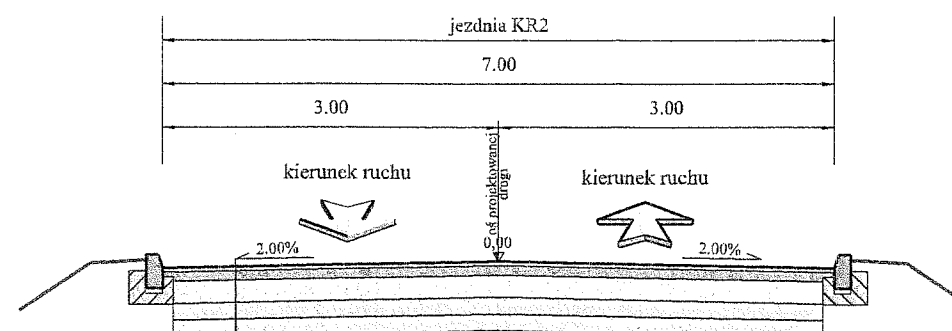 jezdnia KR2
7.00
3.00 3.00
oś projektowanej
drogi
kierunek ruchu kierunek ruchu
0,00
2.00% 2.00%